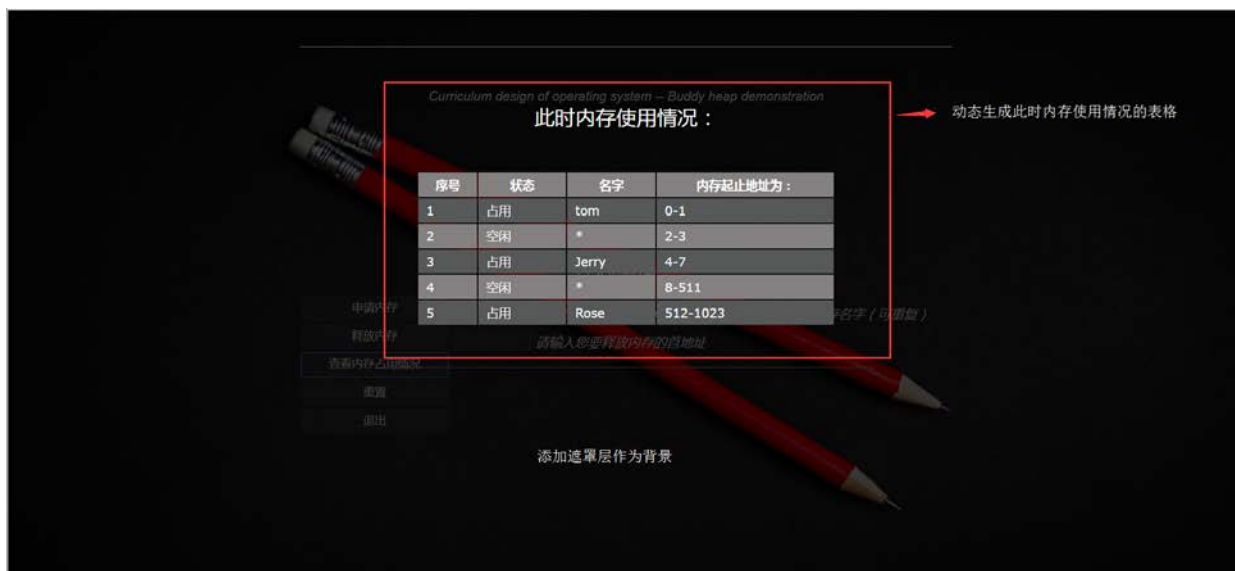 Curriculum design of operating system -- Buddy heap demonstration
此时内存使用情况：
动态生成此时内存使用情况的表格
序号 状态 名字 内存起止地址为：
1 占用 tom 0-1
2 空闲 * 2-3
3 占用 Jerry 4-7
4 空闲 * 8-511
5 占用 Rose 512-1023
申请内存
存名字（可重复）
释放内存
请输入您要释放内存的首地址
查看内存占用情况
重置
退出
添加遮罩层作为背景